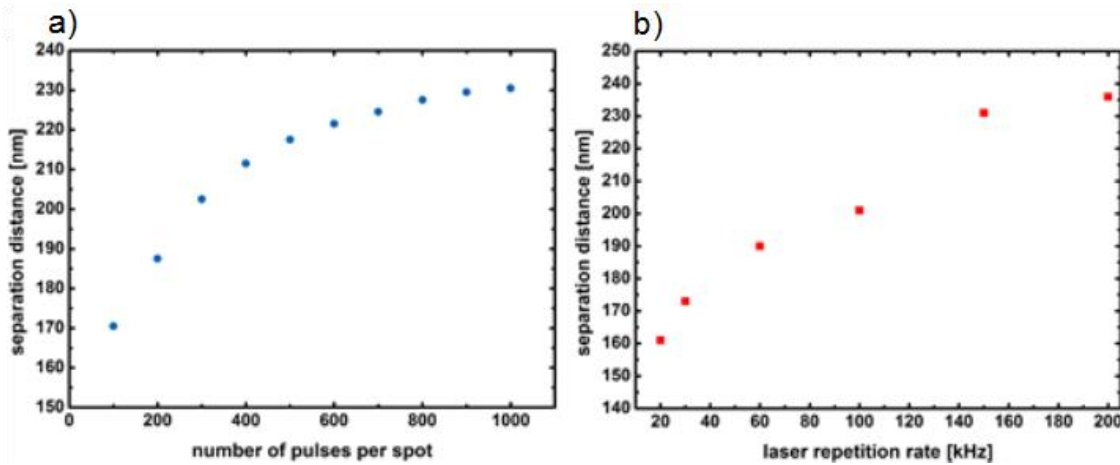 a)
240
230
220
210
200
190
180
170
160
150
separation distance [nm]
0 200 400 600 800 1000
number of pulses per spot
b)
250
240
230
220
210
200
190
180
170
160
150
140
separation distance [nm]
20 40 60 80 100 120 140 160 180 200
laser repetition rate [kHz]